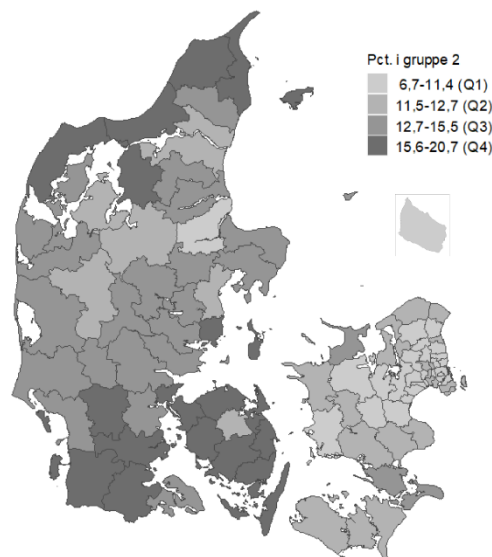 Pct. i gruppe 2
6,7-11,4 (Q1)
11,5-12,7 (Q2)
12,7-15,5 (Q3)
15,6-20,7 (Q4)